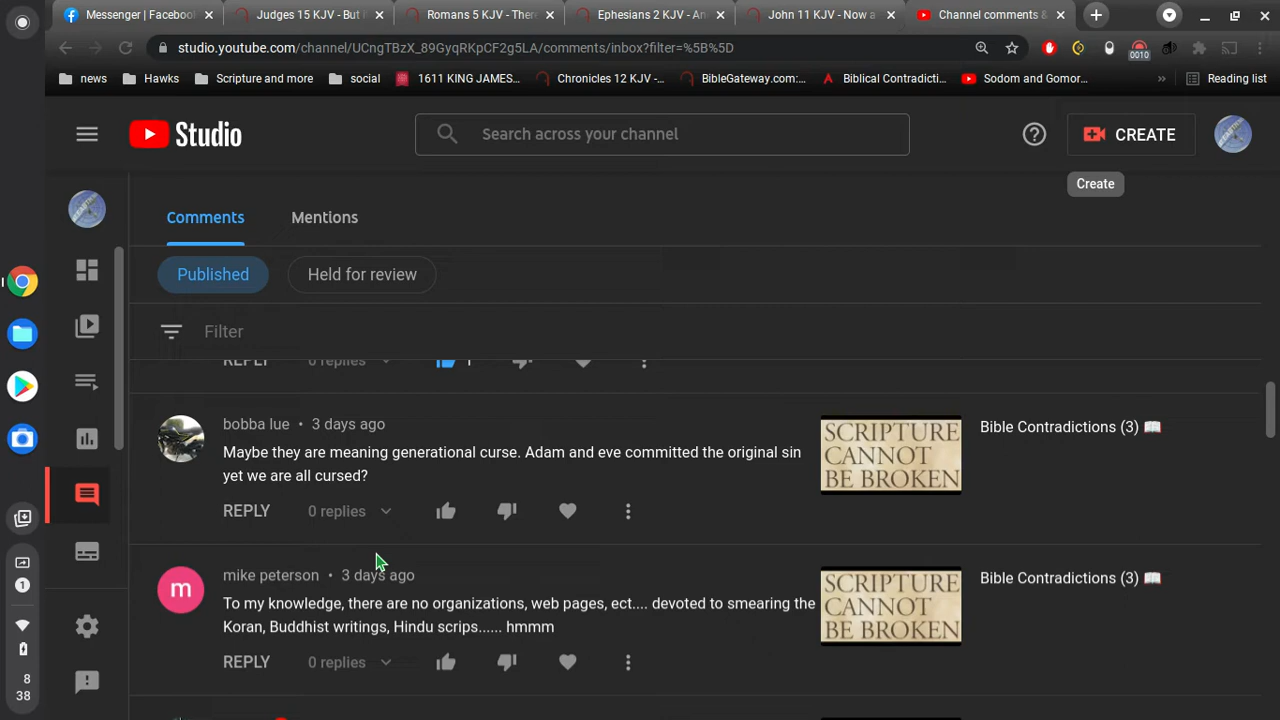 Messenger | Facebook
Judges 15 KJV - But i
Romans 5 KJV - There
Ephesians 2 KJV - An
John 11 KJV - Now a
Channel comments &
studio.youtube.com/channel/UCngTBzX_89GyqRKpCF2g5LA/comments/inbox?filter=%5B%5D
0010
news
Hawks
Scripture and more
social
1611 KING JAMES...
Chronicles 12 KJV -...
BibleGateway.com:...
Biblical Contradicti...
Sodom and Gomor...
»
Reading list
Studio
Search across your channel
CREATE
Create
Comments
Mentions
Published
Held for review
Filter
REPLY
0 replies
1
bobba lue • 3 days ago
Maybe they are meaning generational curse. Adam and eve committed the original sin
yet we are all cursed?
SCRIPTURE
CANNOT
BE BROKEN
Bible Contradictions (3) 📖
REPLY
0 replies
m
mike peterson • 3 days ago
To my knowledge, there are no organizations, web pages, ect.... devoted to smearing the
Koran, Buddhist writings, Hindu scrips...... hmmm
SCRIPTURE
CANNOT
BE BROKEN
Bible Contradictions (3) 📖
REPLY
0 replies
1
8
38